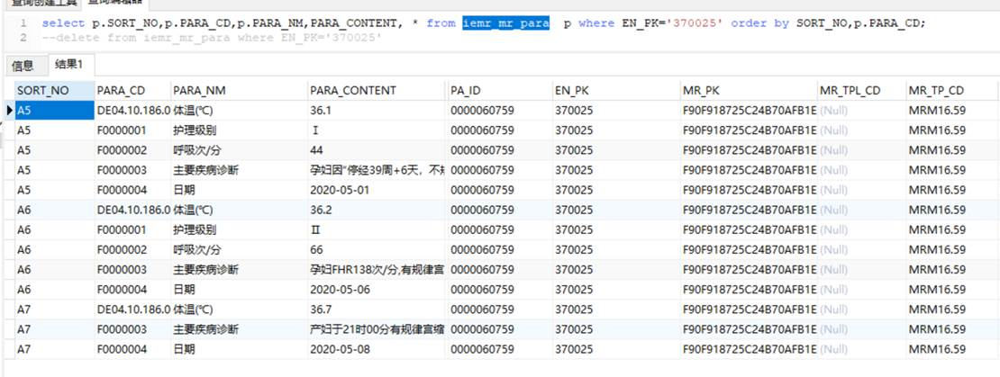 查询创建工具 查询编辑器
1 select p.SORT_NO,p.PARA_CD,p.PARA_NM,PARA_CONTENT, * from iemr_mr_para p where EN_PK='370025' order by SORT_NO,p.PARA_CD;
2 --delete from iemr_mr_para where EN_PK='370025'
信息 结果1
SORT_NO PARA_CD PARA_NM PARA_CONTENT PA_ID EN_PK MR_PK MR_TPL_CD MR_TP_CD
A5 DE04.10.186.0 体温(℃) 36.1 0000060759 370025 F90F918725C24B70AFB1E (Null) MRM16.59
A5 F0000001 护理级别 Ⅰ 0000060759 370025 F90F918725C24B70AFB1E (Null) MRM16.59
A5 F0000002 呼吸次/分 44 0000060759 370025 F90F918725C24B70AFB1E (Null) MRM16.59
A5 F0000003 主要疾病诊断 孕妇因"停经39周+6天，不规 0000060759 370025 F90F918725C24B70AFB1E (Null) MRM16.59
A5 F0000004 日期 2020-05-01 0000060759 370025 F90F918725C24B70AFB1E (Null) MRM16.59
A6 DE04.10.186.0 体温(℃) 36.2 0000060759 370025 F90F918725C24B70AFB1E (Null) MRM16.59
A6 F0000001 护理级别 Ⅱ 0000060759 370025 F90F918725C24B70AFB1E (Null) MRM16.59
A6 F0000002 呼吸次/分 66 0000060759 370025 F90F918725C24B70AFB1E (Null) MRM16.59
A6 F0000003 主要疾病诊断 孕妇FHR138次/分,有规律宫 0000060759 370025 F90F918725C24B70AFB1E (Null) MRM16.59
A6 F0000004 日期 2020-05-06 0000060759 370025 F90F918725C24B70AFB1E (Null) MRM16.59
A7 DE04.10.186.0 体温(℃) 36.7 0000060759 370025 F90F918725C24B70AFB1E (Null) MRM16.59
A7 F0000003 主要疾病诊断 产妇于21时00分有规律宫缩 0000060759 370025 F90F918725C24B70AFB1E (Null) MRM16.59
A7 F0000004 日期 2020-05-08 0000060759 370025 F90F918725C24B70AFB1E (Null) MRM16.59